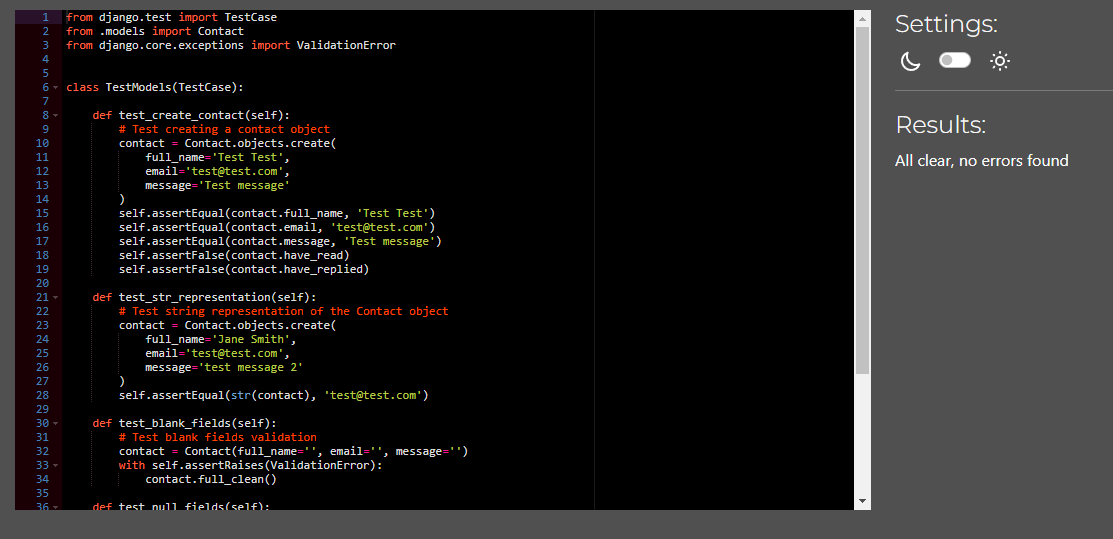 1 from django.test import TestCase
2 from .models import Contact
3 from django.core.exceptions import ValidationError
4
5
6 class TestModels(TestCase):
7
8     def test_create_contact(self):
9         # Test creating a contact object
10         contact = Contact.objects.create(
11             full_name='Test Test',
12             email='test@test.com',
13             message='Test message'
14         )
15         self.assertEqual(contact.full_name, 'Test Test')
16         self.assertEqual(contact.email, 'test@test.com')
17         self.assertEqual(contact.message, 'Test message')
18         self.assertFalse(contact.have_read)
19         self.assertFalse(contact.have_replied)
20
21     def test_str_representation(self):
22         # Test string representation of the Contact object
23         contact = Contact.objects.create(
24             full_name='Jane Smith',
25             email='test@test.com',
26             message='test message 2'
27         )
28         self.assertEqual(str(contact), 'test@test.com')
29
30     def test_blank_fields(self):
31         # Test blank fields validation
32         contact = Contact(full_name='', email='', message='')
33         with self.assertRaises(ValidationError):
34             contact.full_clean()
35
36     def test_null_fields(self):
Settings:
Results:
All clear, no errors found